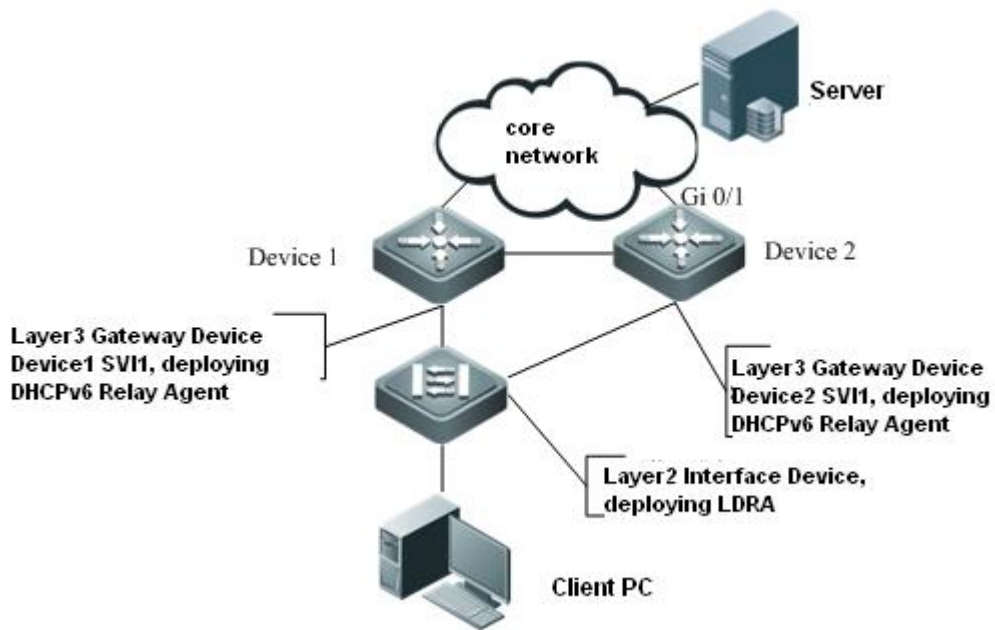 Server
core
network
Gi 0/1
Device 1
Device 2
Layer3 Gateway Device
Device1 SVI1, deploying
DHCPv6 Relay Agent
Layer3 Gateway Device
Device2 SVI1, deploying
DHCPv6 Relay Agent
Layer2 Interface Device,
deploying LDRA
Client PC